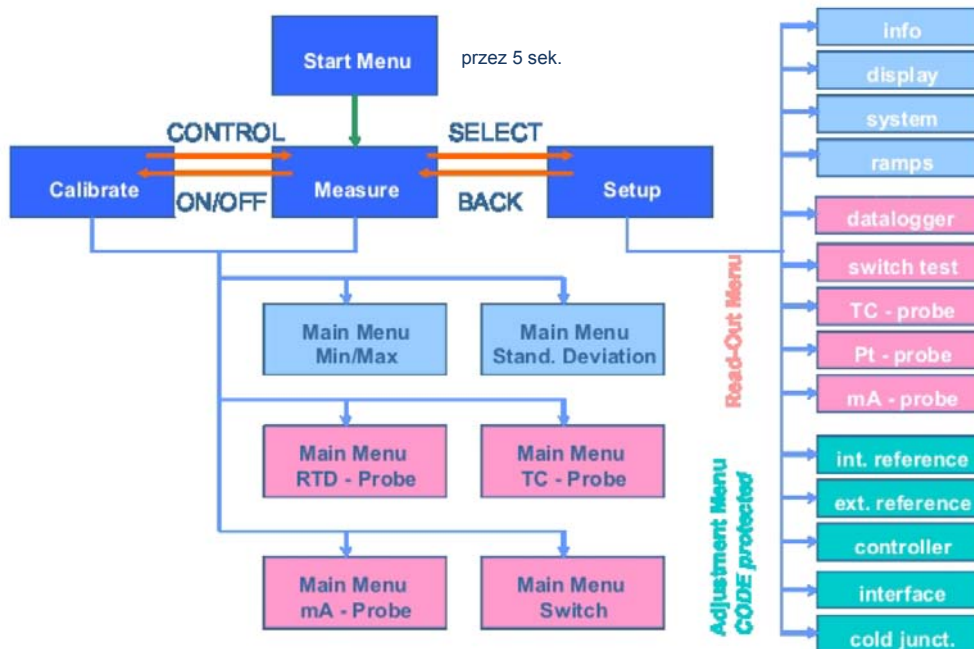 Start Menu
przez 5 sek.
CONTROL
SELECT
Calibrate
Measure
Setup
ON/OFF
BACK
Main Menu
Min/Max
Main Menu
Stand. Deviation
Main Menu
RTD - Probe
Main Menu
TC - Probe
Main Menu
mA - Probe
Main Menu
Switch
info
display
system
ramps
Read-Out Menu
datalogger
switch test
TC - probe
Pt - probe
mA - probe
Adjustment Menu
CODE protected
int. reference
ext. reference
controller
interface
cold junct.